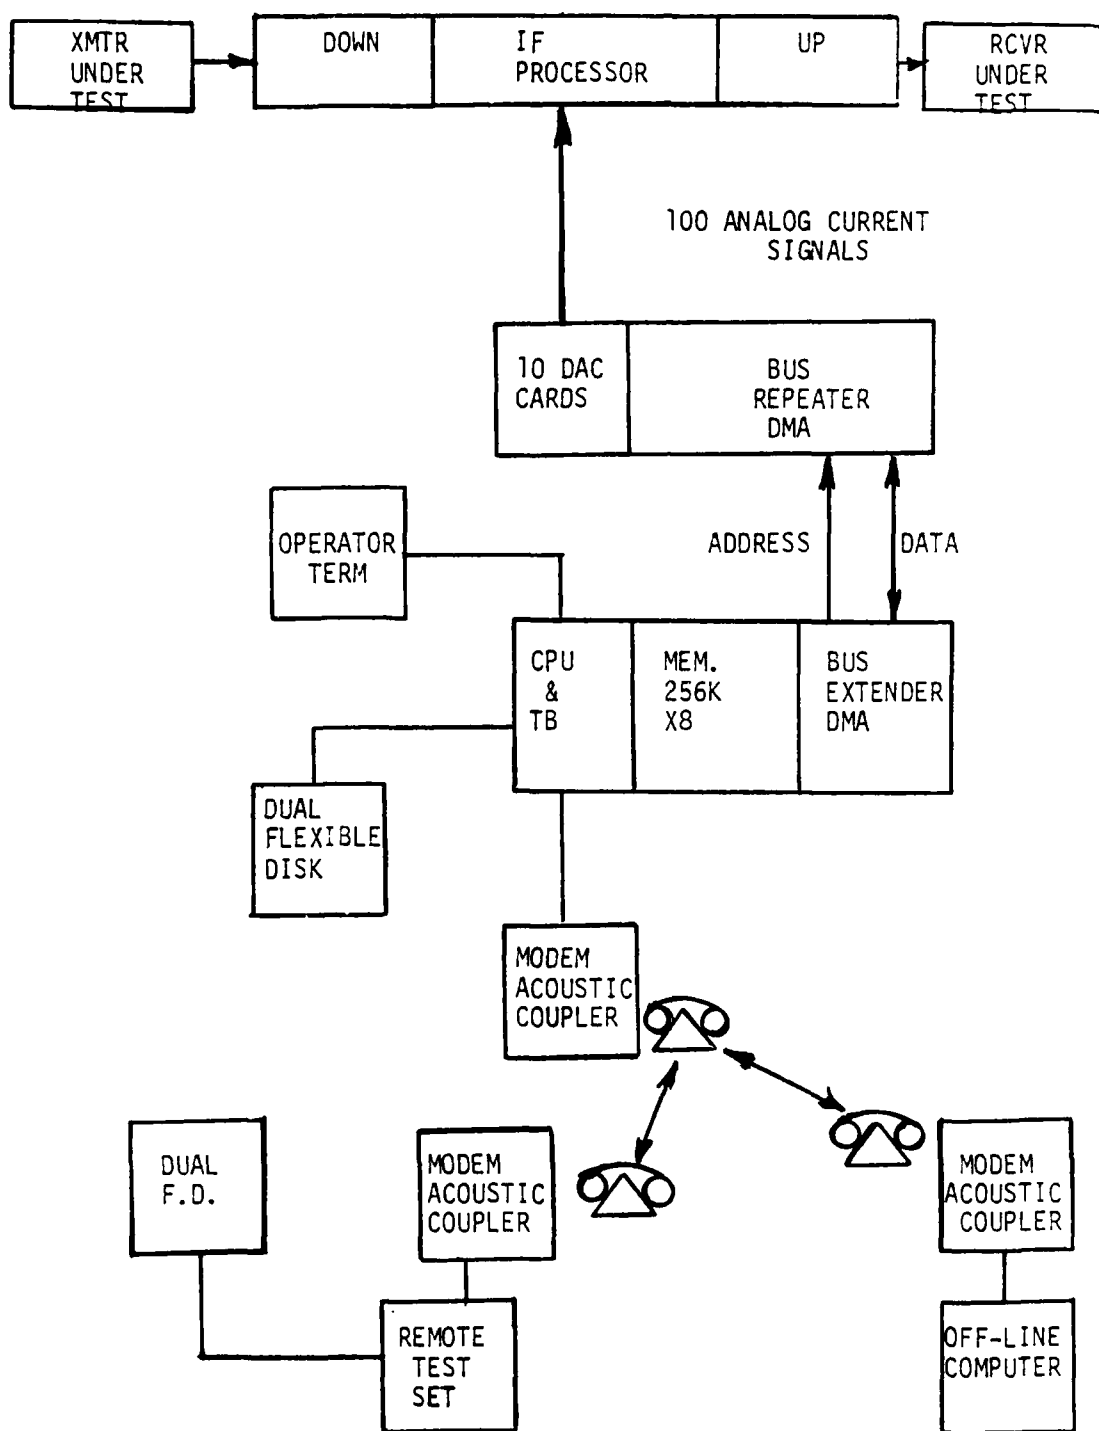 XMTR
UNDER
TEST
DOWN
IF
PROCESSOR
UP
RCVR
UNDER
TEST
100 ANALOG CURRENT
SIGNALS
10 DAC
CARDS
BUS
REPEATER
DMA
OPERATOR
TERM
ADDRESS
DATA
CPU
&
TB
MEM.
256K
X8
BUS
EXTENDER
DMA
DUAL
FLEXIBLE
DISK
MODEM
ACOUSTIC
COUPLER
DUAL
F.D.
MODEM
ACOUSTIC
COUPLER
MODEM
ACOUSTIC
COUPLER
REMOTE
TEST
SET
OFF-LINE
COMPUTER